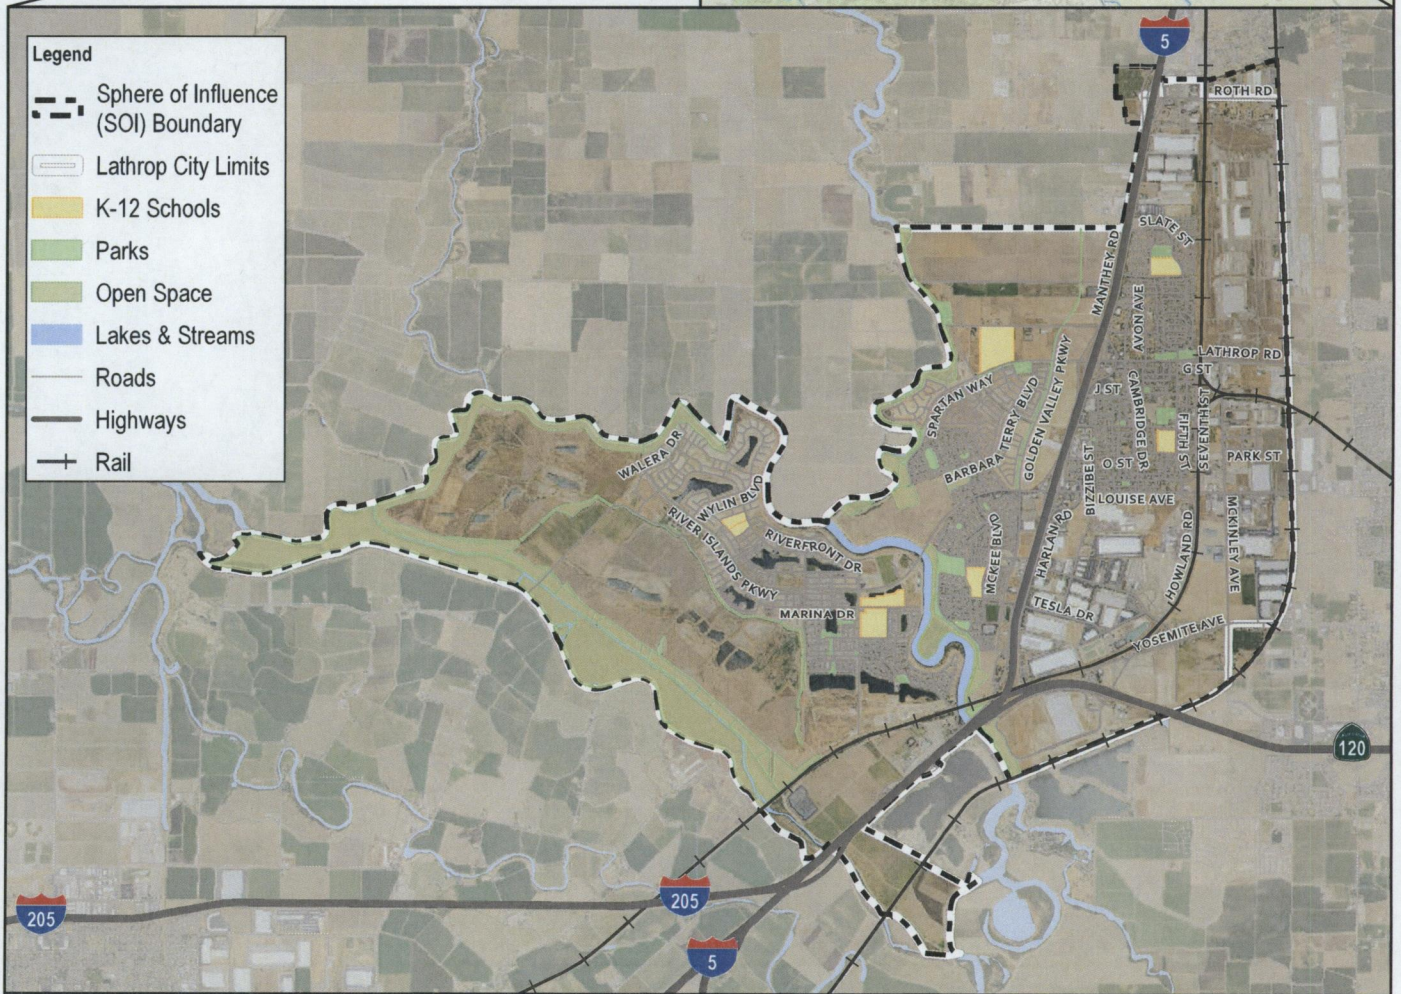 Legend
Sphere of Influence
(SOI) Boundary
Lathrop City Limits
K-12 Schools
Parks
Open Space
Lakes & Streams
Roads
Highways
Rail
5
ROTH RD
SLATE ST
MANTHEY RD
AVON AVE
LATHROP RD
G ST
J ST
CAMBRIDGE DR
SPARTAN WAY
BARBARA TERRY BLVD
GOLDEN VALLEY PKWY
FIFTH ST
SEVENTH ST
WALERA DR
O ST
PARK ST
BIZZIBE ST
LOUISE AVE
WYLIN BLVD
RIVER ISLANDS PKWY
RIVERFRONT DR
MCKEE BLVD
HARLAN RD
HOWLAND RD
MCKINLEY AVE
MARINA DR
TESLA DR
YOSEMITE AVE
120
205
205
5